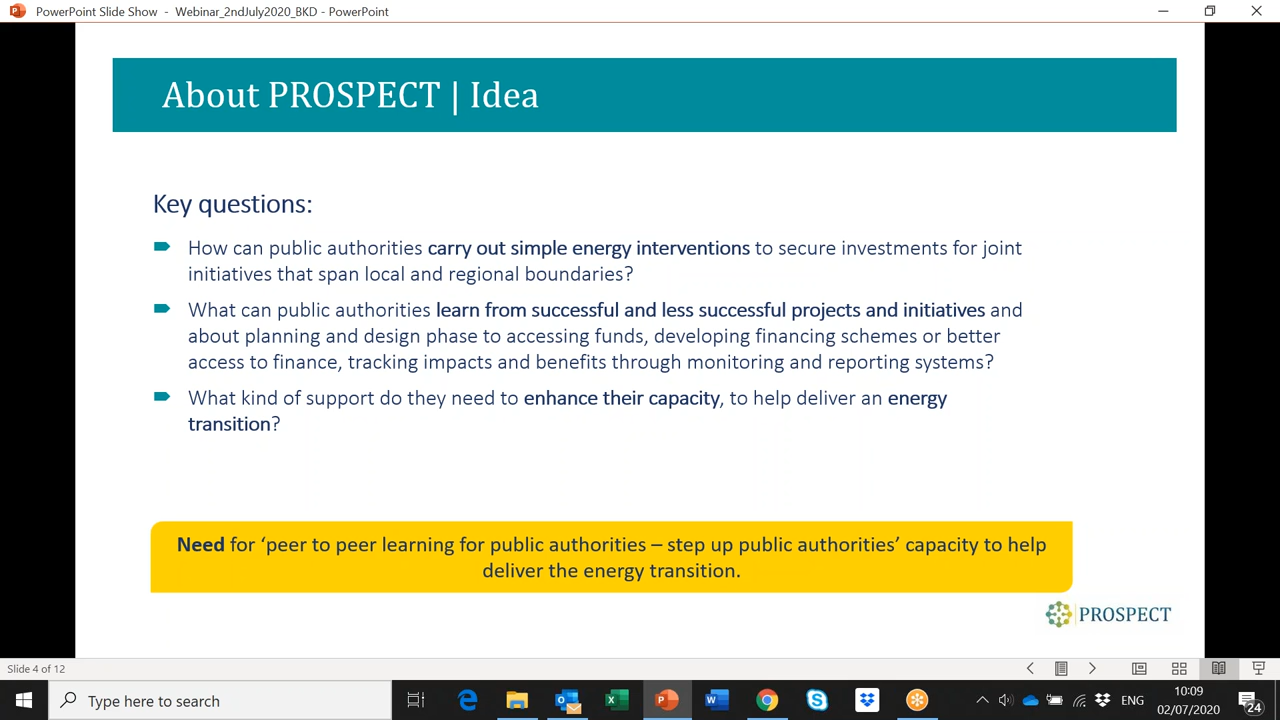 PowerPoint Slide Show - Webinar_2ndJuly2020_BKD - PowerPoint
About PROSPECT | Idea
Key questions:
How can public authorities carry out simple energy interventions to secure investments for joint
initiatives that span local and regional boundaries?
What can public authorities learn from successful and less successful projects and initiatives and
about planning and design phase to accessing funds, developing financing schemes or better
access to finance, tracking impacts and benefits through monitoring and reporting systems?
What kind of support do they need to enhance their capacity, to help deliver an energy
transition?
Need for ‘peer to peer learning for public authorities – step up public authorities’ capacity to help
deliver the energy transition.
PROSPECT
Slide 4 of 12
Type here to search
ENG
10:09
02/07/2020
24